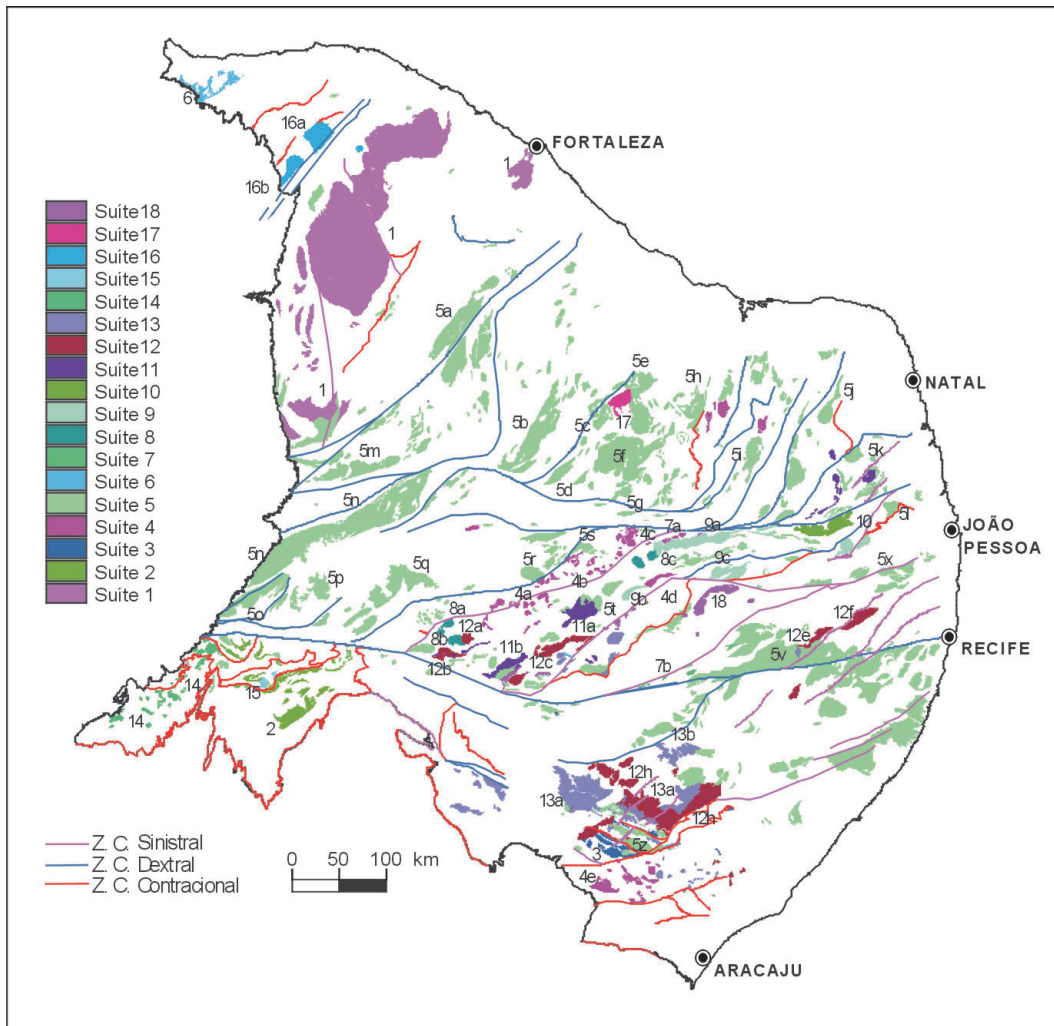 6
16a
16b
1
FORTALEZA
1
Suite18
Suite17
Suite16
Suite15
Suite14
Suite13
Suite12
Suite11
Suite10
Suite 9
Suite 8
Suite 7
Suite 6
Suite 5
Suite 4
Suite 3
Suite 2
Suite 1
5a
1
5e
5h
5j
NATAL
5b
5c
17
5f
5i
5k
5m
5d
5g
5n
7a
9a
10
5l
JOÃO
PESSOA
5s
4c
8c
9c
5x
5n
5p
5q
5r
4b
4a
5t
9b
4d
18
5o
8a
12a
8b
12b
11a
11b
12c
12e
12f
5v
7b
RECIFE
14
14
15
2
13b
12h
13a
13a
12h
5z
3
4e
Z. C. Sinistral
Z. C. Dextral
Z. C. Contracional
0 50 100 km
ARACAJU